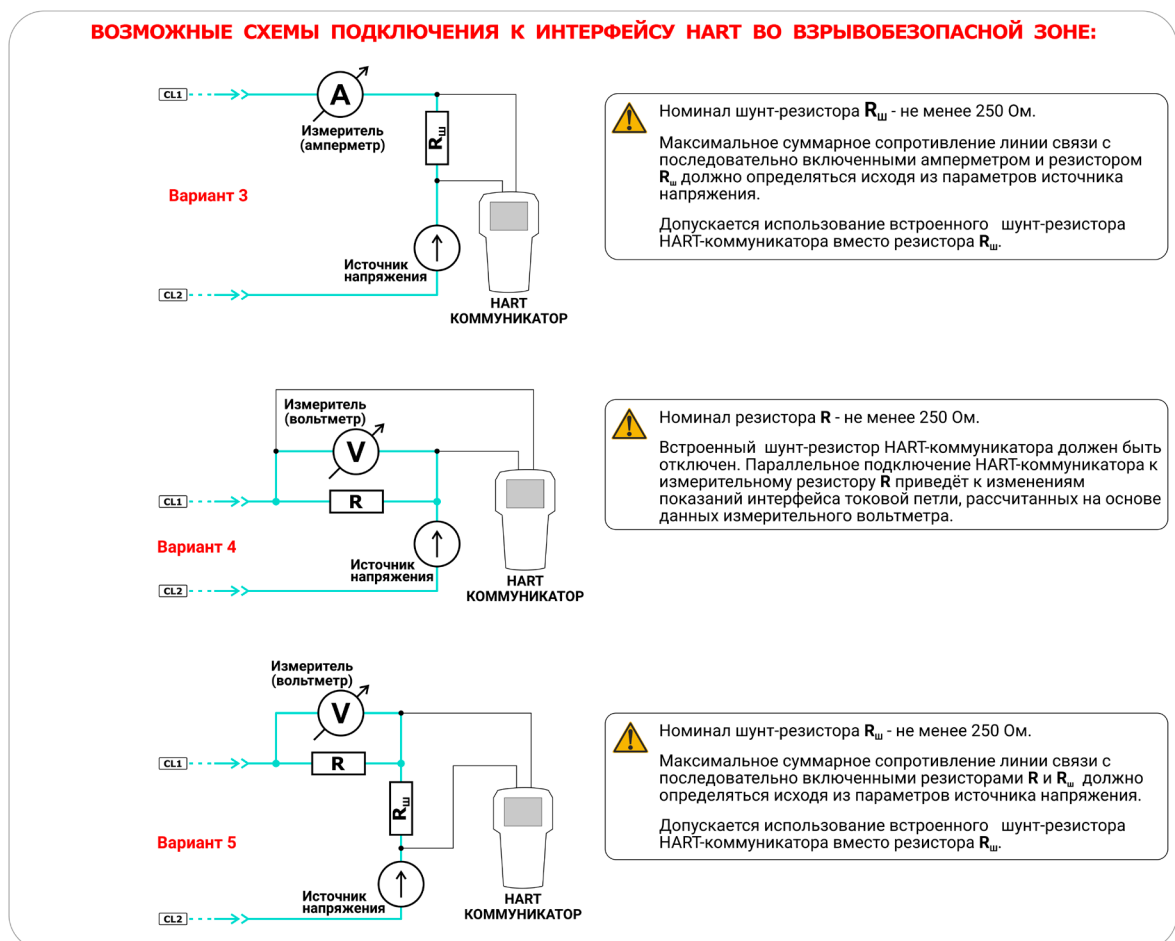 ВОЗМОЖНЫЕ СХЕМЫ ПОДКЛЮЧЕНИЯ К ИНТЕРФЕЙСУ HART ВО ВЗРЫВОБЕЗОПАСНОЙ ЗОНЕ:
CL1
A
Измеритель
(амперметр)
Rш
Вариант 3
Источник
напряжения
CL2
HART
КОММУНИКАТОР
Номинал шунт-резистора Rш - не менее 250 Ом.
Максимальное суммарное сопротивление линии связи с
последовательно включенными амперметром и резистором
Rш должно определяться исходя из параметров источника
напряжения.
Допускается использование встроенного шунт-резистора
HART-коммуникатора вместо резистора Rш.
Измеритель
(вольтметр)
V
CL1
R
Вариант 4
Источник
напряжения
CL2
HART
КОММУНИКАТОР
Номинал резистора R - не менее 250 Ом.
Встроенный шунт-резистор HART-коммуникатора должен быть
отключен. Параллельное подключение HART-коммуникатора к
измерительному резистору R приведёт к изменениям
показаний интерфейса токовой петли, рассчитанных на основе
данных измерительного вольтметра.
Измеритель
(вольтметр)
V
CL1
R
Rш
Вариант 5
Источник
напряжения
CL2
HART
КОММУНИКАТОР
Номинал шунт-резистора Rш - не менее 250 Ом.
Максимальное суммарное сопротивление линии связи с
последовательно включенными резисторами R и Rш должно
определяться исходя из параметров источника напряжения.
Допускается использование встроенного шунт-резистора
HART-коммуникатора вместо резистора Rш.